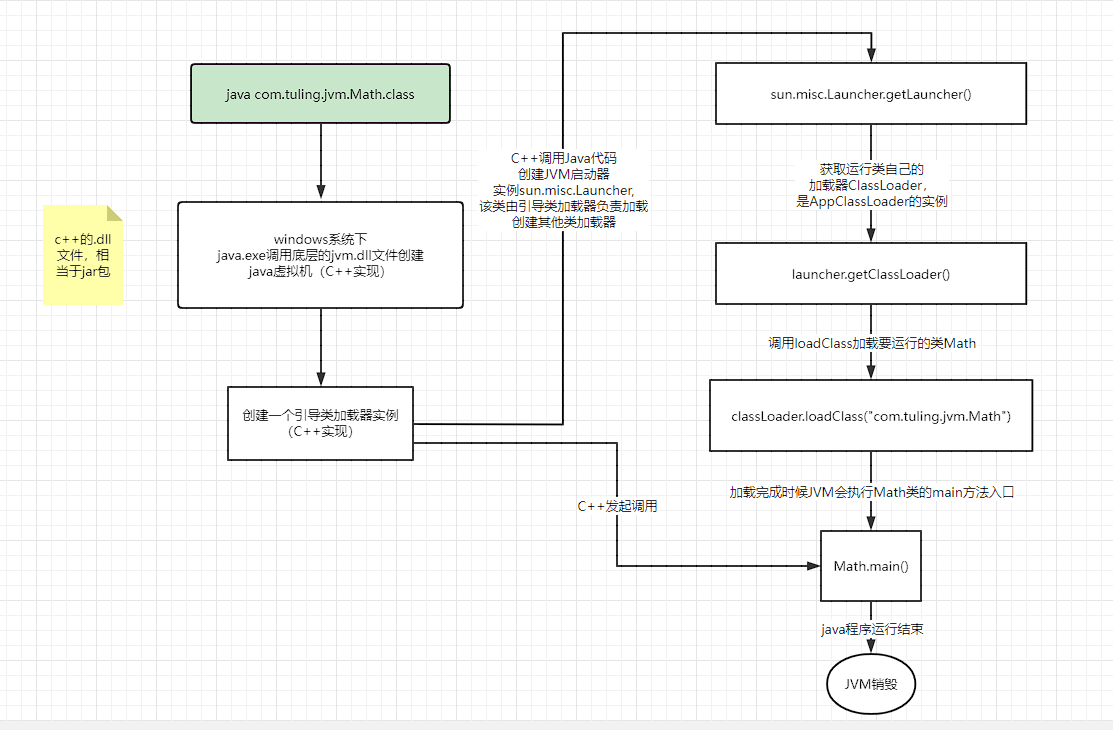 java com.tuling.jvm.Math.class
c++的.dll
文件，相
当于jar包
windows系统下
java.exe调用底层的jvm.dll文件创建
java虚拟机（C++实现）
创建一个引导类加载器实例
（C++实现）
C++调用Java代码
创建JVM启动器
实例sun.misc.Launcher,
该类由引导类加载器负责加载
创建其他类加载器
C++发起调用
sun.misc.Launcher.getLauncher()
获取运行类自己的
加载器ClassLoader，
是AppClassLoader的实例
launcher.getClassLoader()
调用loadClass加载要运行的类Math
classLoader.loadClass("com.tuling.jvm.Math")
加载完成时候JVM会执行Math类的main方法入口
Math.main()
java程序运行结束
JVM销毁